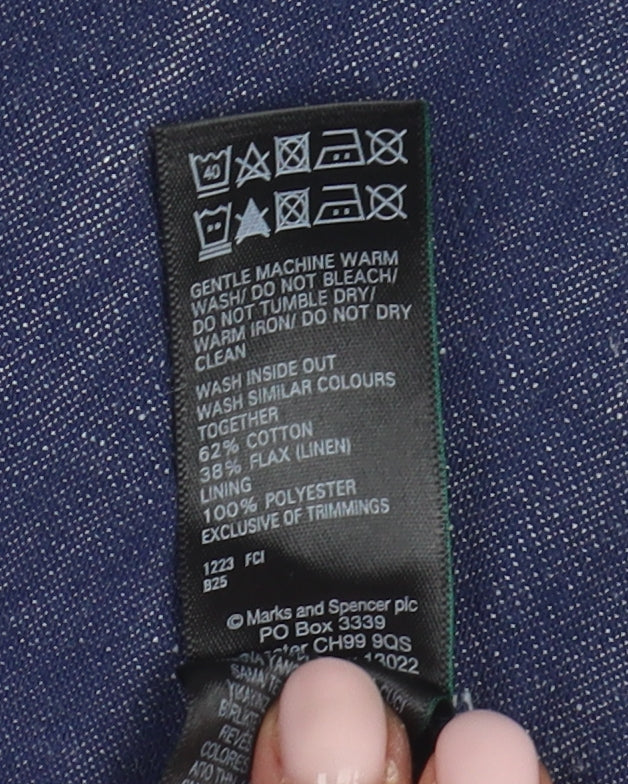 40
GENTLE MACHINE WARM
WASH/ DO NOT BLEACH/
DO NOT TUMBLE DRY/
WARM IRON/ DO NOT DRY
CLEAN
WASH INSIDE OUT
WASH SIMILAR COLOURS
TOGETHER
62% COTTON
38% FLAX (LINEN)
LINING
100% POLYESTER
EXCLUSIVE OF TRIMMINGS
1223 FCI
B25
© Marks and Spencer plc
PO Box 3339
CH99 9QS
13022